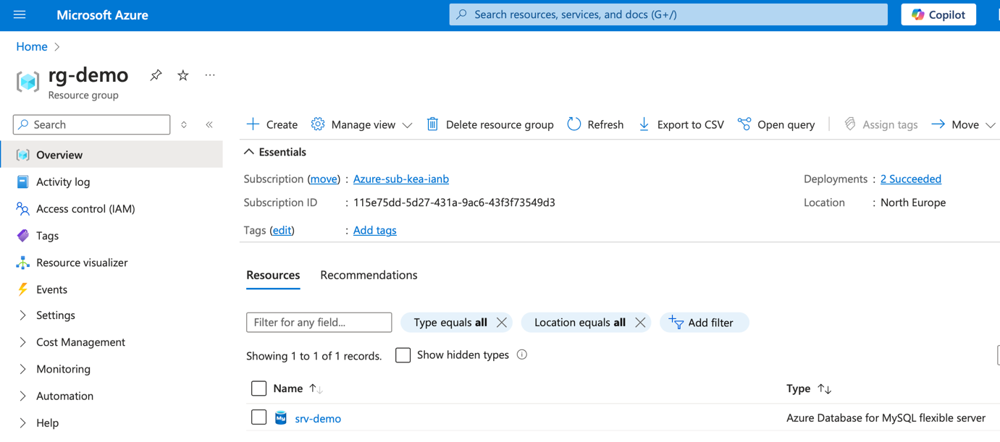 Microsoft Azure
Search resources, services, and docs (G+/)
Copilot
Home
rg-demo
Resource group
Search
Create
Manage view
Delete resource group
Refresh
Export to CSV
Open query
Assign tags
Move
Overview
Activity log
Access control (IAM)
Tags
Resource visualizer
Events
Settings
Cost Management
Monitoring
Automation
Help
Essentials
Subscription (move) : Azure-sub-kea-ianb
Deployments : 2 Succeeded
Subscription ID : 115e75dd-5d27-431a-9ac6-43f3f73549d3
Location : North Europe
Tags (edit) : Add tags
Resources Recommendations
Filter for any field...
Type equals all
Location equals all
Add filter
Showing 1 to 1 of 1 records.
Show hidden types
Name
Type
My
srv-demo
Azure Database for MySQL flexible server